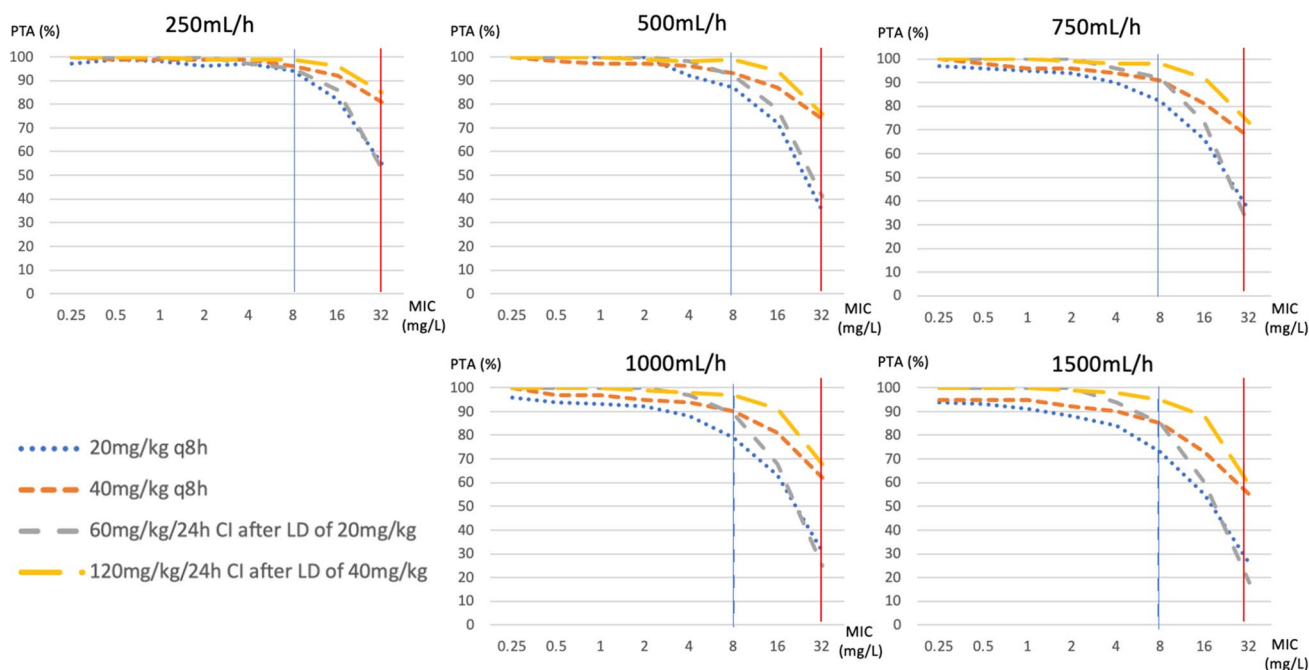 250mL/h
PTA (%)
100
90
80
70
60
50
40
30
20
10
0
0.25 0.5 1 2 4 8 16 32
MIC
(mg/L)
500mL/h
PTA (%)
100
90
80
70
60
50
40
30
20
10
0
0.25 0.5 1 2 4 8 16 32
MIC
(mg/L)
750mL/h
PTA (%)
100
90
80
70
60
50
40
30
20
10
0
0.25 0.5 1 2 4 8 16 32
MIC
(mg/L)
20mg/kg q8h
40mg/kg q8h
60mg/kg/24h CI after LD of 20mg/kg
120mg/kg/24h CI after LD of 40mg/kg
1000mL/h
PTA (%)
100
90
80
70
60
50
40
30
20
10
0
0.25 0.5 1 2 4 8 16 32
MIC
(mg/L)
1500mL/h
PTA (%)
100
90
80
70
60
50
40
30
20
10
0
0.25 0.5 1 2 4 8 16 32
MIC
(mg/L)